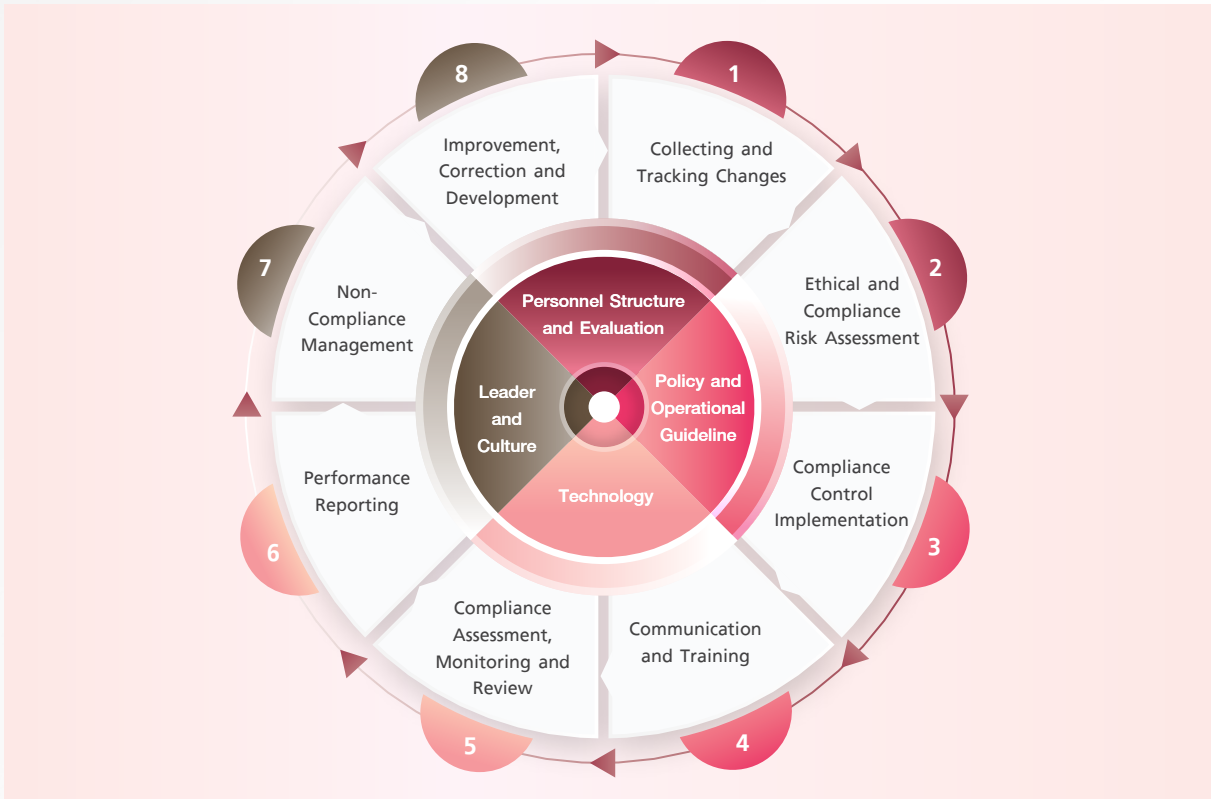 1
Collecting and
Tracking Changes
2
Ethical and
Compliance
Risk Assessment
3
Compliance
Control
Implementation
4
Communication
and Training
5
Compliance
Assessment,
Monitoring and
Review
6
Performance
Reporting
7
Non-
Compliance
Management
8
Improvement,
Correction and
Development
Personnel Structure
and Evaluation
Policy and
Operational
Guideline
Technology
Leader
and
Culture